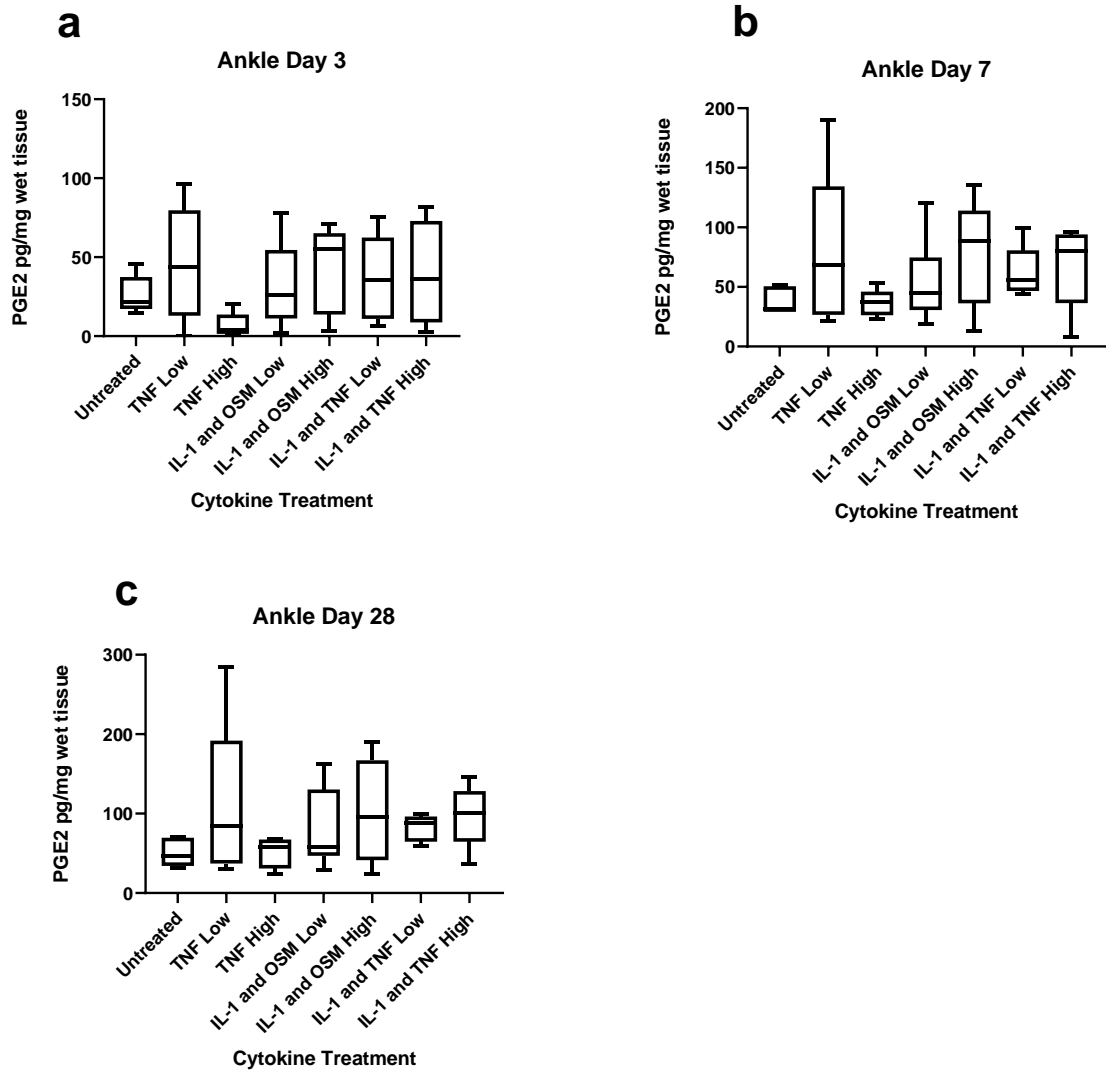 a
Ankle Day 3
PGE2 pg/mg wet tissue
150
100
50
0
Untreated
TNF Low
TNF High
IL-1 and OSM Low
IL-1 and OSM High
IL-1 and TNF Low
IL-1 and TNF High
Cytokine Treatment
b
Ankle Day 7
PGE2 pg/mg wet tissue
200
150
100
50
0
Untreated
TNF Low
TNF High
IL-1 and OSM Low
IL-1 and OSM High
IL-1 and TNF Low
IL-1 and TNF High
Cytokine Treatment
c
Ankle Day 28
PGE2 pg/mg wet tissue
300
200
100
0
Untreated
TNF Low
TNF High
IL-1 and OSM Low
IL-1 and OSM High
IL-1 and TNF Low
IL-1 and TNF High
Cytokine Treatment